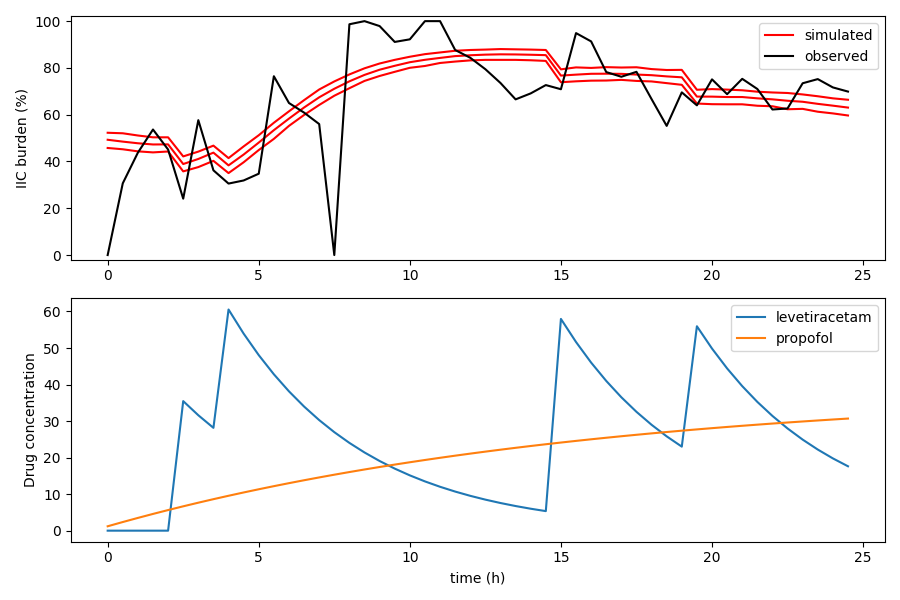 IIC burden (%)
100
80
60
40
20
0
simulated
observed
0 5 10 15 20 25
Drug concentration
60
50
40
30
20
10
0
levetiracetam
propofol
0 5 10 15 20 25
time (h)